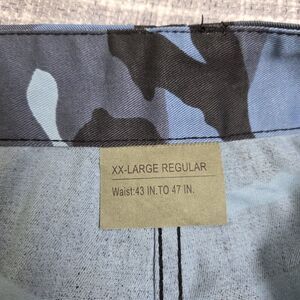 XX-LARGE REGULAR
Waist:43 IN.TO 47 IN.